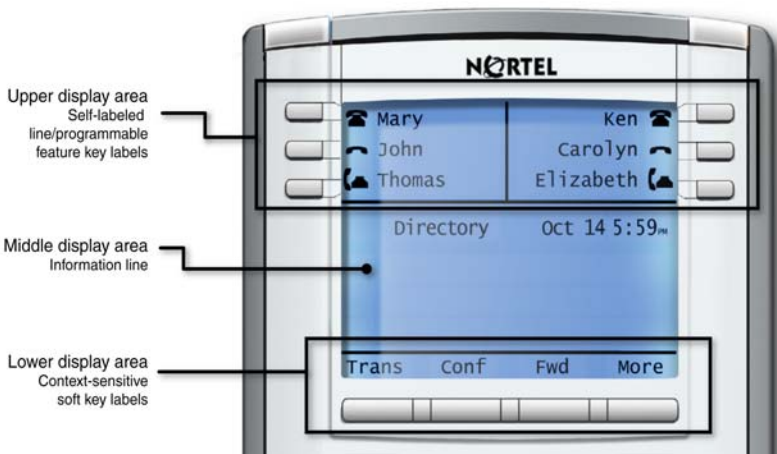 NORTEL
Upper display area
Self-labeled
line/programmable
feature key labels
Mary Ken
John Carolyn
Thomas Elizabeth
Directory Oct 14 5:59PM
Middle display area
Information line
Lower display area
Context-sensitive
soft key labels
Trans Conf Fwd More